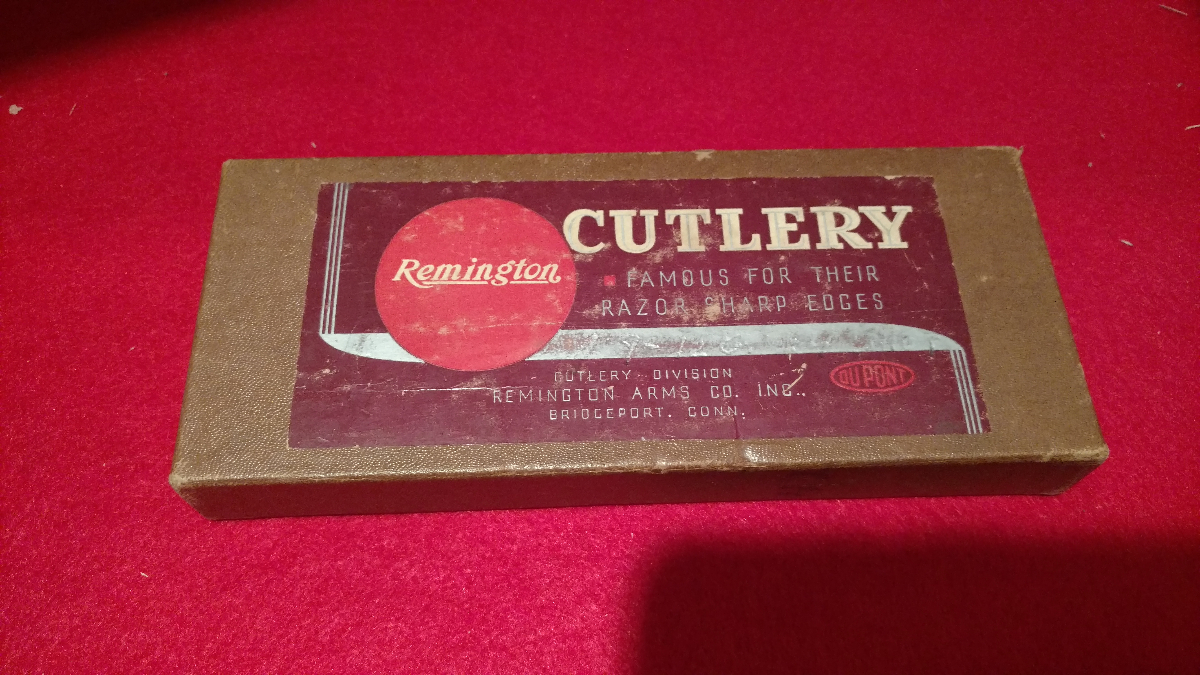 Remington
CUTLERY
FAMOUS FOR THEIR
RAZOR SHARP EDGES
CUTLERY DIVISION
REMINGTON ARMS CO. INC.,
BRIDGEPORT, CONN.
DU PONT